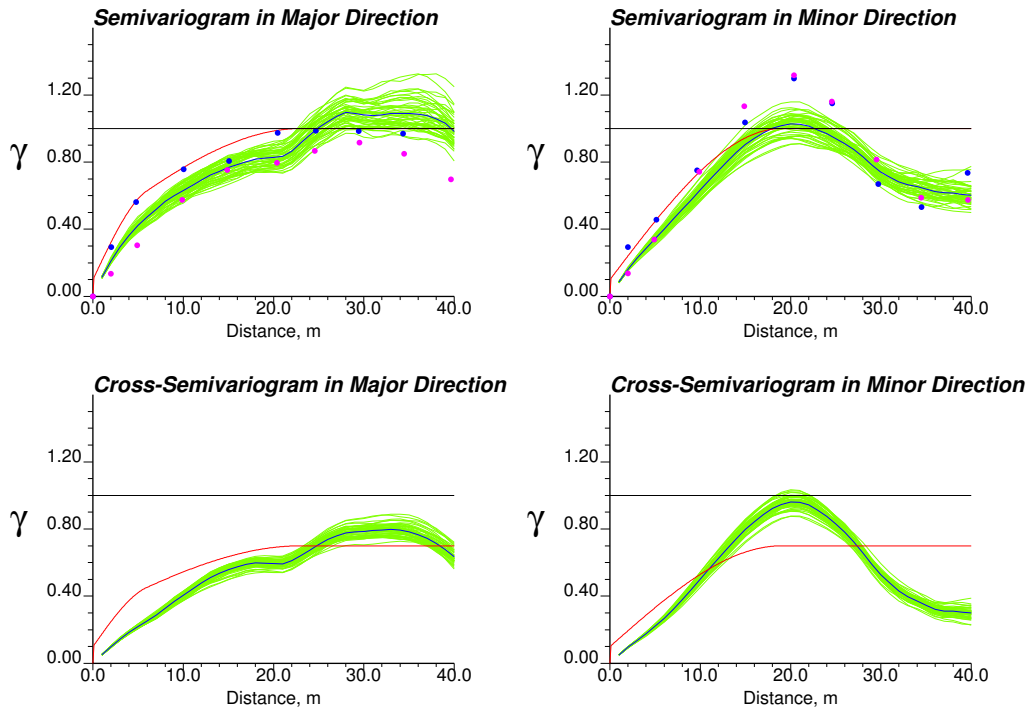 Semivariogram in Major Direction
1.20
0.80
0.40
0.00
γ
0.0 10.0 20.0 30.0 40.0
Distance, m
Semivariogram in Minor Direction
1.20
0.80
0.40
0.00
γ
0.0 10.0 20.0 30.0 40.0
Distance, m
Cross-Semivariogram in Major Direction
1.20
0.80
0.40
0.00
γ
0.0 10.0 20.0 30.0 40.0
Distance, m
Cross-Semivariogram in Minor Direction
1.20
0.80
0.40
0.00
γ
0.0 10.0 20.0 30.0 40.0
Distance, m